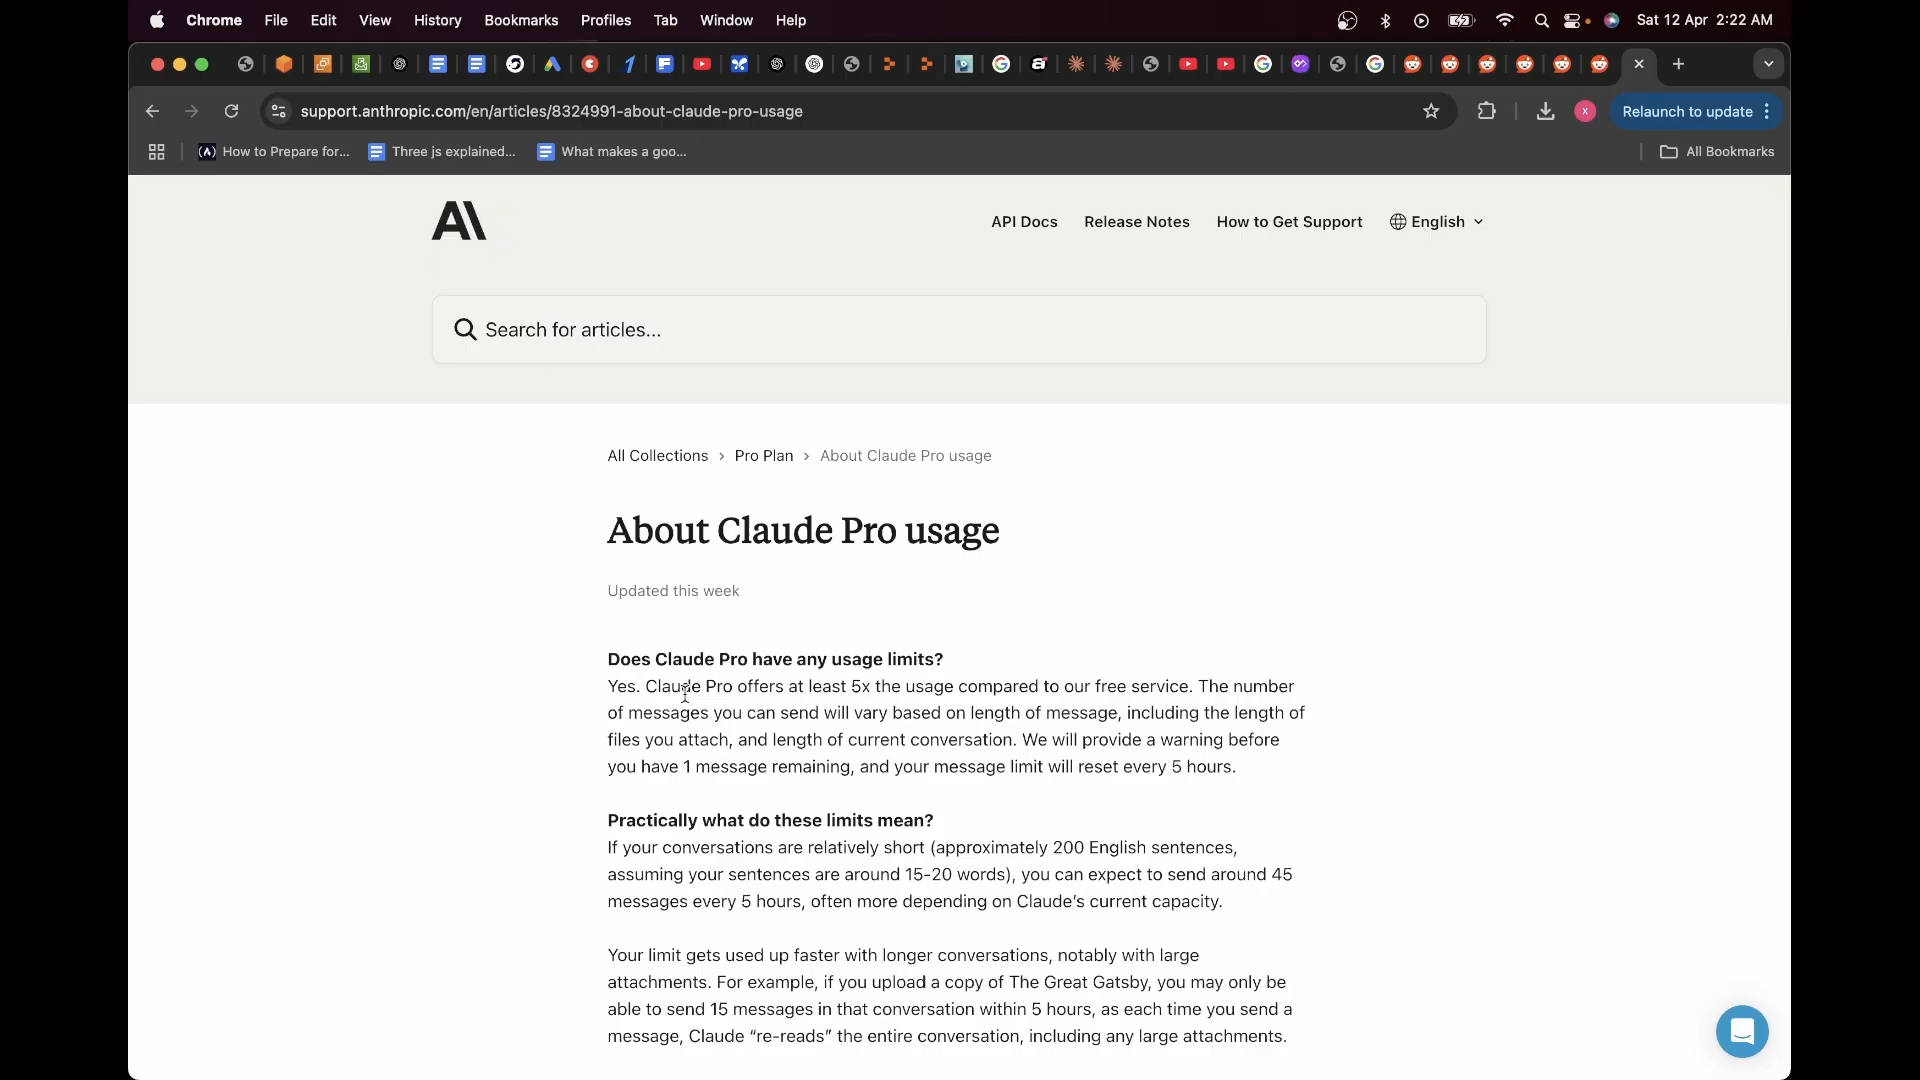 Chrome File Edit View History Bookmarks Profiles Tab Window Help Sat 12 Apr 2:22 AM
support.anthropic.com/en/articles/8324991-about-claude-pro-usage x Relaunch to update
How to Prepare for... Three js explained... What makes a goo... All Bookmarks
API Docs Release Notes How to Get Support English
Search for articles...
All Collections > Pro Plan > About Claude Pro usage
About Claude Pro usage
Updated this week
Does Claude Pro have any usage limits?
Yes. Claude Pro offers at least 5x the usage compared to our free service. The number
of messages you can send will vary based on length of message, including the length of
files you attach, and length of current conversation. We will provide a warning before
you have 1 message remaining, and your message limit will reset every 5 hours.
Practically what do these limits mean?
If your conversations are relatively short (approximately 200 English sentences,
assuming your sentences are around 15-20 words), you can expect to send around 45
messages every 5 hours, often more depending on Claude’s current capacity.
Your limit gets used up faster with longer conversations, notably with large
attachments. For example, if you upload a copy of The Great Gatsby, you may only be
able to send 15 messages in that conversation within 5 hours, as each time you send a
message, Claude “re-reads” the entire conversation, including any large attachments.